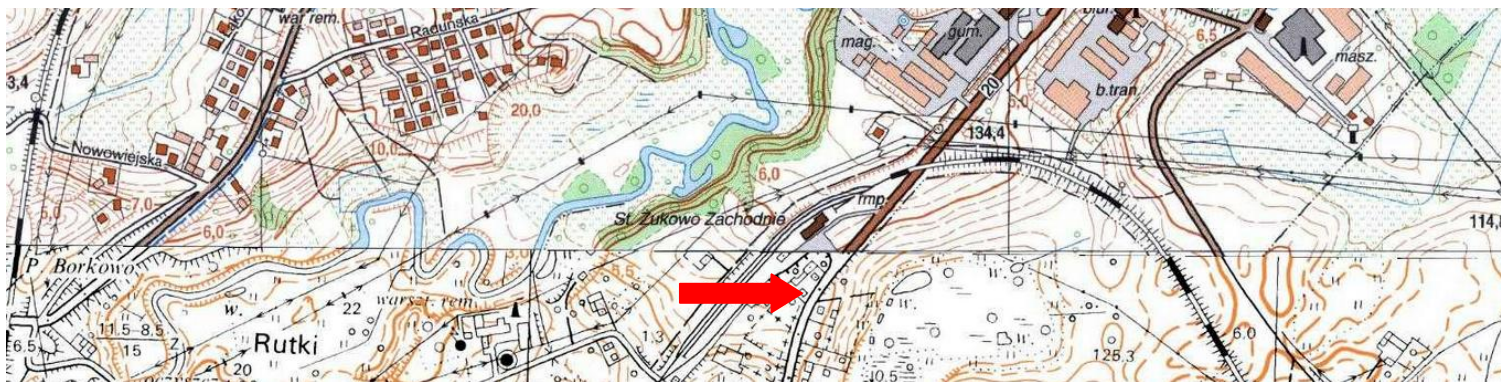 war rem.
Raduńska
mag.
gum.
biur.
6,5
masz.
3,4
20,0
20
5,0
b.tran.
134,4
Nowowiejska
10,0
7,0
5,0
6,0
6,0
St. Żukowo Zachodnie
rmp.
114,
P. Borkowo
3,0
6,5
w.
warszt. rem.
w.
22
11.5 8.5
15
Z
Rutki
1.3
6.0
6.5
20
125.3
10.5